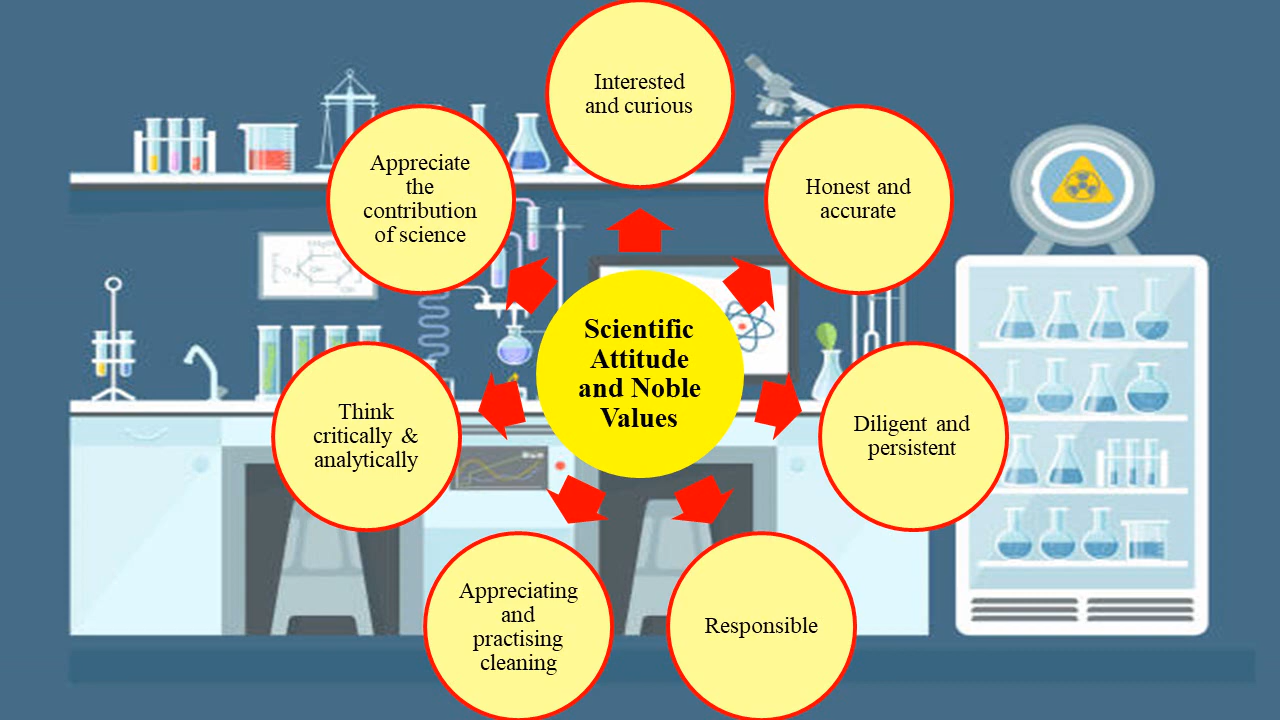 Interested
and curious
Honest and
accurate
Diligent and
persistent
Responsible
Appreciating
and
practising
cleaning
Think
critically &
analytically
Appreciate
the
contribution
of science
Scientific
Attitude
and Noble
Values